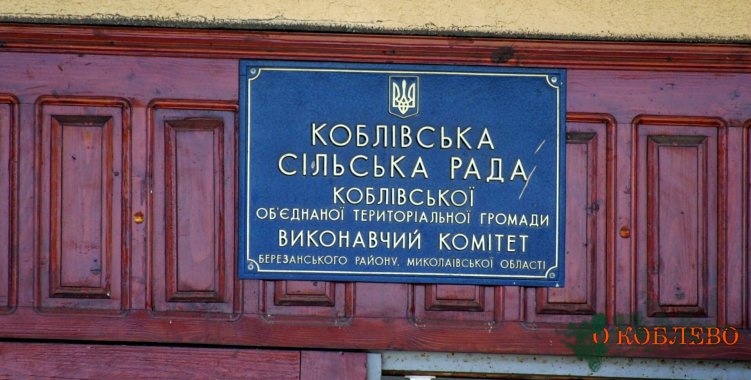 КОБЛІВСЬКА
СІЛЬСЬКА РАДА
КОБЛІВСЬКОЇ
ОБ'ЄДНАНОЇ ТЕРИТОРІАЛЬНОЇ ГРОМАДИ
ВИКОНАВЧИЙ КОМІТЕТ
БЕРЕЗАНСЬКОГО РАЙОНУ, МИКОЛАЇВСЬКОЇ ОБЛАСТІ
О КОБЛЕВО